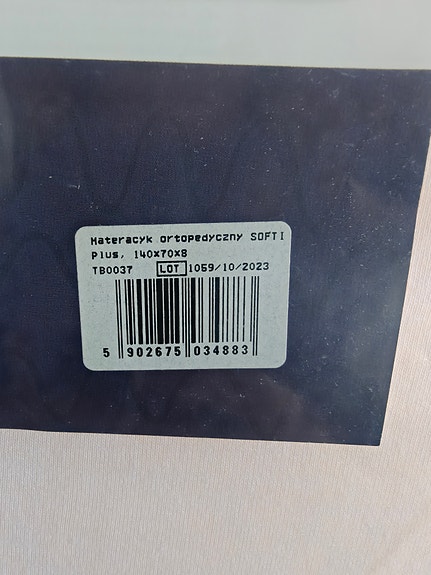 Materacyk ortopedyczny SOFTI
Plus, 140x70x8
TB0037 LOT 1059/10/2023
5 902675 034883